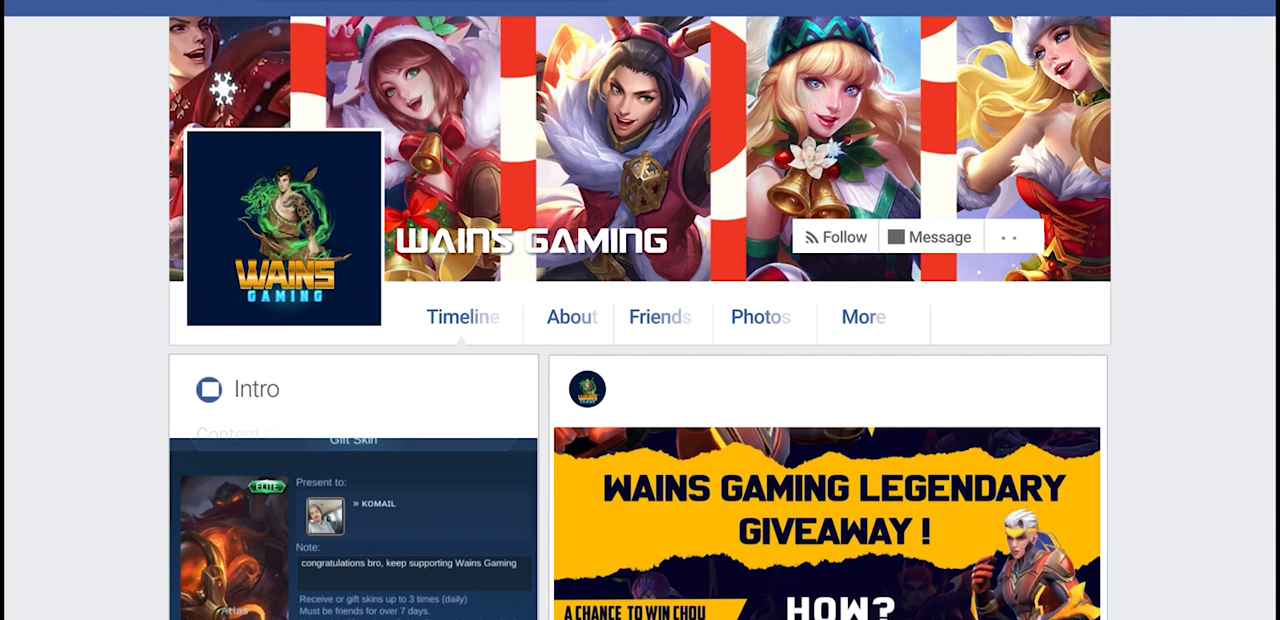 WAINS GAMING
Follow
Message
WAINS
GAMING
Timeline
About
Friends
Photos
More
Intro
Content
Gift Skin
ELITE
Present to:
» KOMAIL
Note:
congratulations bro, keep supporting Wains Gaming
Receive or gift skins up to 3 times (daily)
Must be friends for over 7 days.
Atlas
WAINS GAMING LEGENDARY
GIVEAWAY !
A CHANCE TO WIN CHOU
HOW?